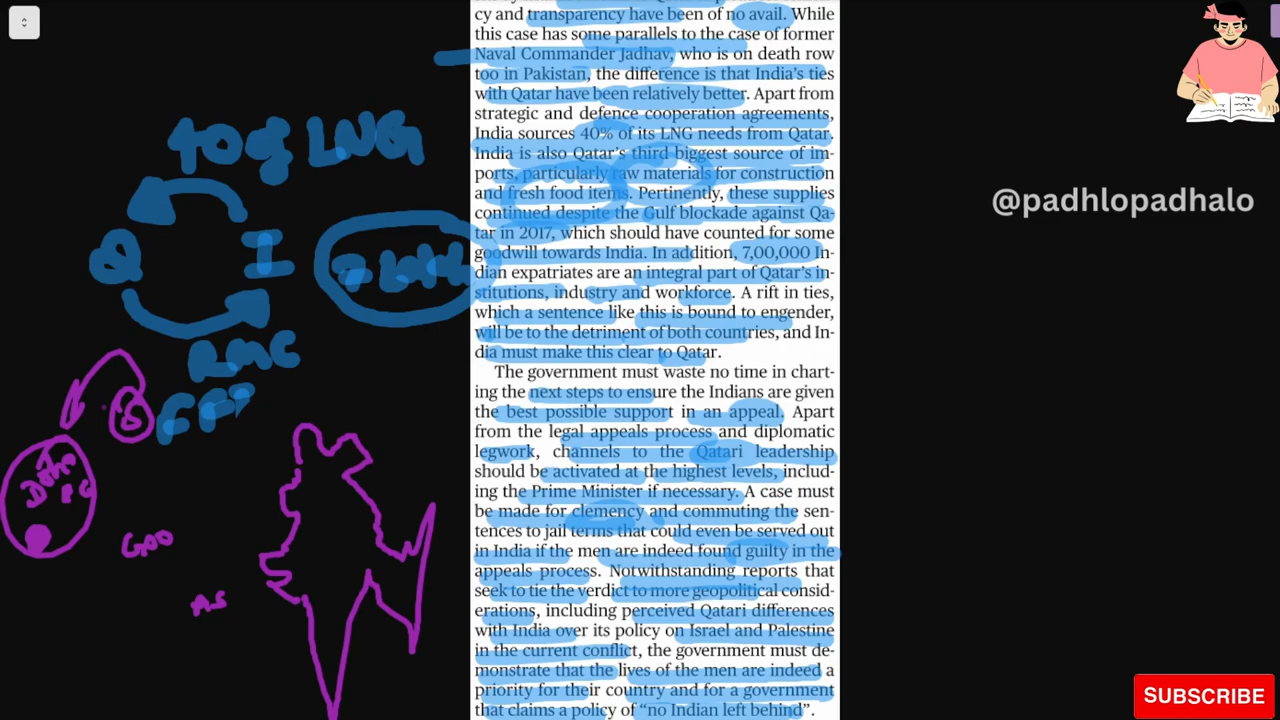 cy and transparency have been of no avail. While
this case has some parallels to the case of former
Naval Commander Jadhav, who is on death row
too in Pakistan, the difference is that India's ties
with Qatar have been relatively better. Apart from
strategic and defence cooperation agreements,
India sources 40% of its LNG needs from Qatar.
India is also Qatar's third biggest source of im-
ports, particularly raw materials for construction
and fresh food items. Pertinently, these supplies
continued despite the Gulf blockade against Qa-
tar in 2017, which should have counted for some
goodwill towards India. In addition, 7,00,000 In-
dian expatriates are an integral part of Qatar's in-
stitutions, industry and workforce. A rift in ties,
which a sentence like this is bound to engender,
will be to the detriment of both countries, and In-
dia must make this clear to Qatar.
The government must waste no time in chart-
ing the next steps to ensure the Indians are given
the best possible support in an appeal. Apart
from the legal appeals process and diplomatic
legwork, channels to the Qatari leadership
should be activated at the highest levels, includ-
ing the Prime Minister if necessary. A case must
be made for clemency and commuting the sen-
tences to jail terms that could even be served out
in India if the men are indeed found guilty in the
appeals process. Notwithstanding reports that
seek to tie the verdict to more geopolitical consid-
erations, including perceived Qatari differences
with India over its policy on Israel and Palestine
in the current conflict, the government must de-
monstrate that the lives of the men are indeed a
priority for their country and for a government
that claims a policy of "no Indian left behind".
LNG
Q
I
RMC
@padhlopadhalo
SUBSCRIBE